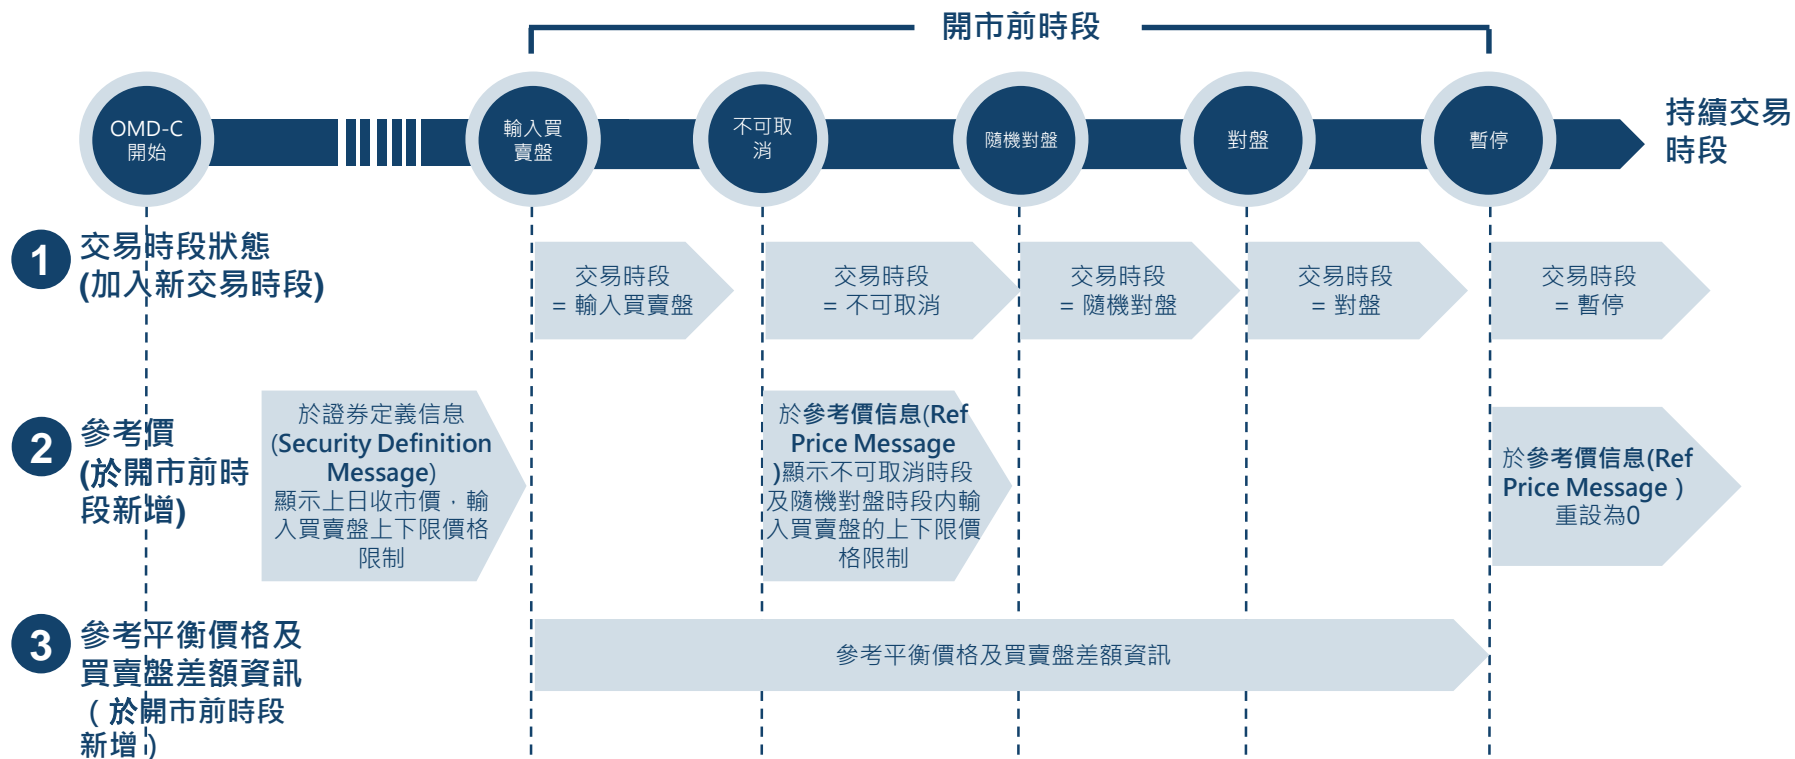 開市前時段
OMD-C
開始
輸入買
賣盤
不可取
消
隨機對盤
對盤
暫停
持續交易
時段
1
交易時段狀態
(加入新交易時段)
交易時段
= 輸入買賣盤
交易時段
= 不可取消
交易時段
= 隨機對盤
交易時段
= 對盤
交易時段
= 暫停
2
參考價
(於開市前時
段新增)
於證券定義信息
(Security Definition
Message)
顯示上日收市價，輸
入買賣盤上下限價格
限制
於參考價信息(Ref
Price Message
)顯示不可取消時段
及隨機對盤時段内輸
入買賣盤的上下限價
格限制
於參考價信息(Ref
Price Message )
重設為0
3
參考平衡價格及
買賣盤差額資訊
（於開市前時段
新增）
參考平衡價格及買賣盤差額資訊